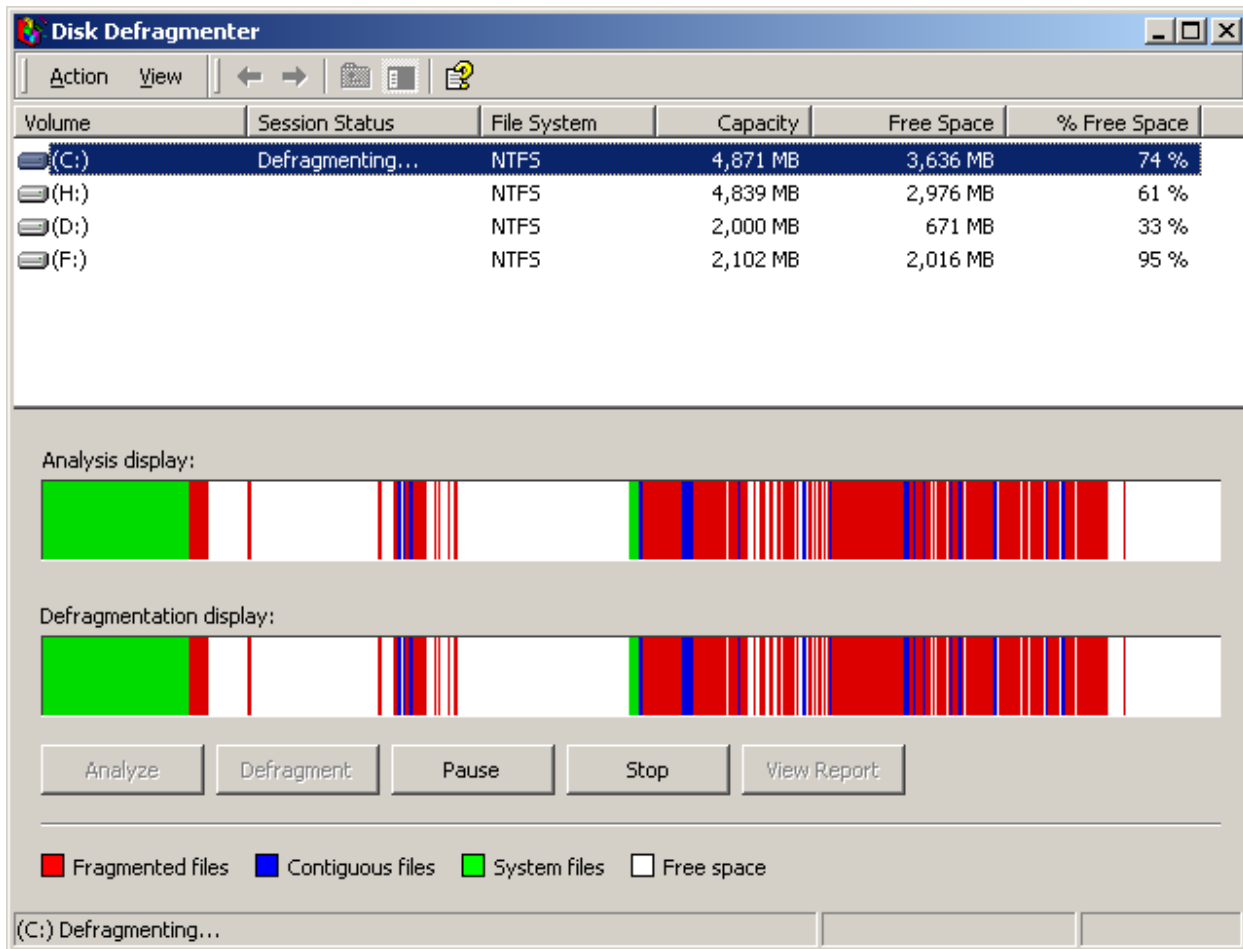 Disk Defragmenter
Action View
Volume Session Status File System Capacity Free Space % Free Space
(C:) Defragmenting... NTFS 4,871 MB 3,636 MB 74 %
(H:) NTFS 4,839 MB 2,976 MB 61 %
(D:) NTFS 2,000 MB 671 MB 33 %
(F:) NTFS 2,102 MB 2,016 MB 95 %
Analysis display:
Defragmentation display:
Analyze Defragment Pause Stop View Report
Fragmented files Contiguous files System files Free space
(C:) Defragmenting...